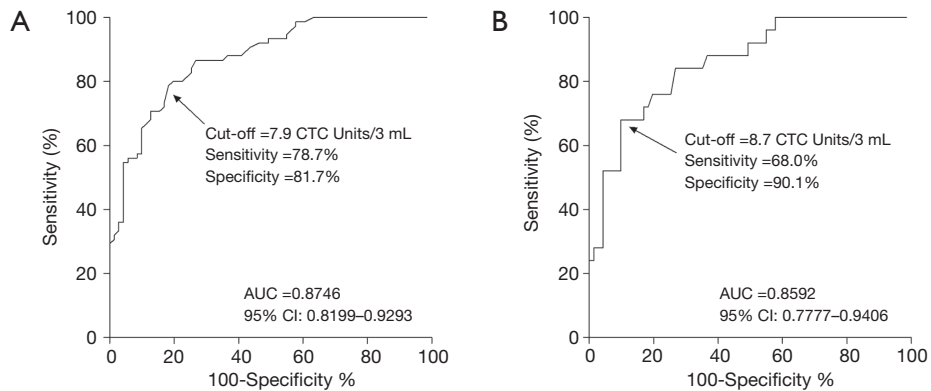 A
Sensitivity (%)
100
80
60
40
20
0
Cut-off =7.9 CTC Units/3 mL
Sensitivity =78.7%
Specificity =81.7%
AUC =0.8746
95% CI: 0.8199–0.9293
0 20 40 60 80 100
100-Specificity %
B
Sensitivity (%)
100
80
60
40
20
0
Cut-off =8.7 CTC Units/3 mL
Sensitivity =68.0%
Specificity =90.1%
AUC =0.8592
95% CI: 0.7777–0.9406
0 20 40 60 80 100
100-Specificity %